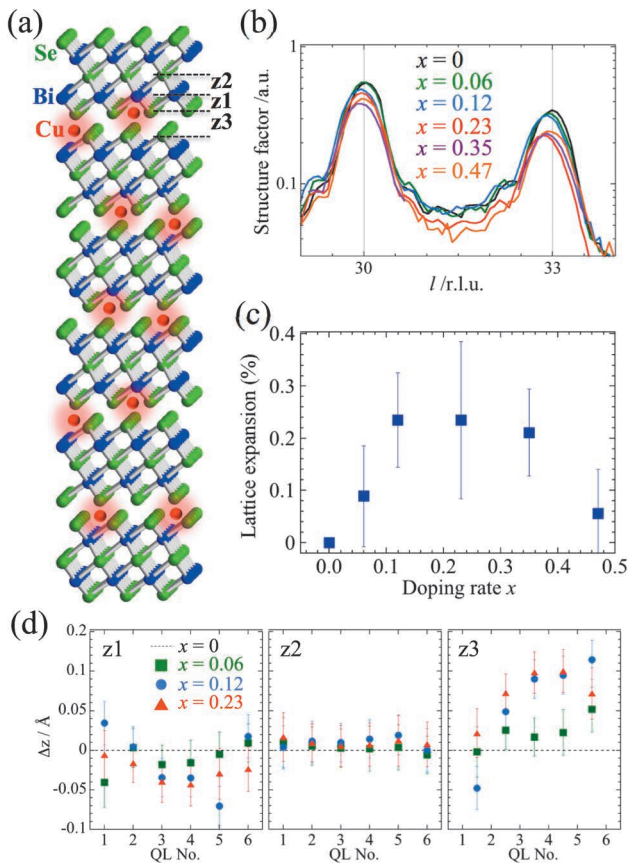 (a)
Se
Bi
Cu
z2
z1
z3
(b)
Structure factor /a.u.
1
0.1
x = 0
x = 0.06
x = 0.12
x = 0.23
x = 0.35
x = 0.47
30
33
l /r.l.u.
(c)
Lattice expansion (%)
0.4
0.3
0.2
0.1
0
0.0
0.1
0.2
0.3
0.4
0.5
Doping rate x
(d)
Δz / Å
0.2
0.1
0.05
0
-0.05
-0.1
z1
x = 0
x = 0.06
x = 0.12
x = 0.23
1 2 3 4 5 6
QL No.
z2
1 2 3 4 5 6
QL No.
z3
1 2 3 4 5 6
QL No.